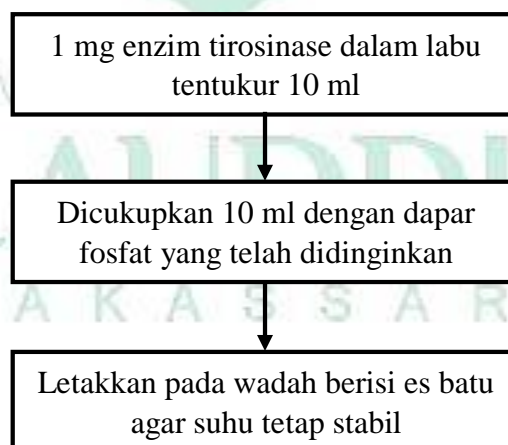 1 mg enzim tirosinase dalam labu
tentukur 10 ml
Dicukupkan 10 ml dengan dapar
fosfat yang telah didinginkan
A K A S S A R
Letakkan pada wadah berisi es batu
agar suhu tetap stabil